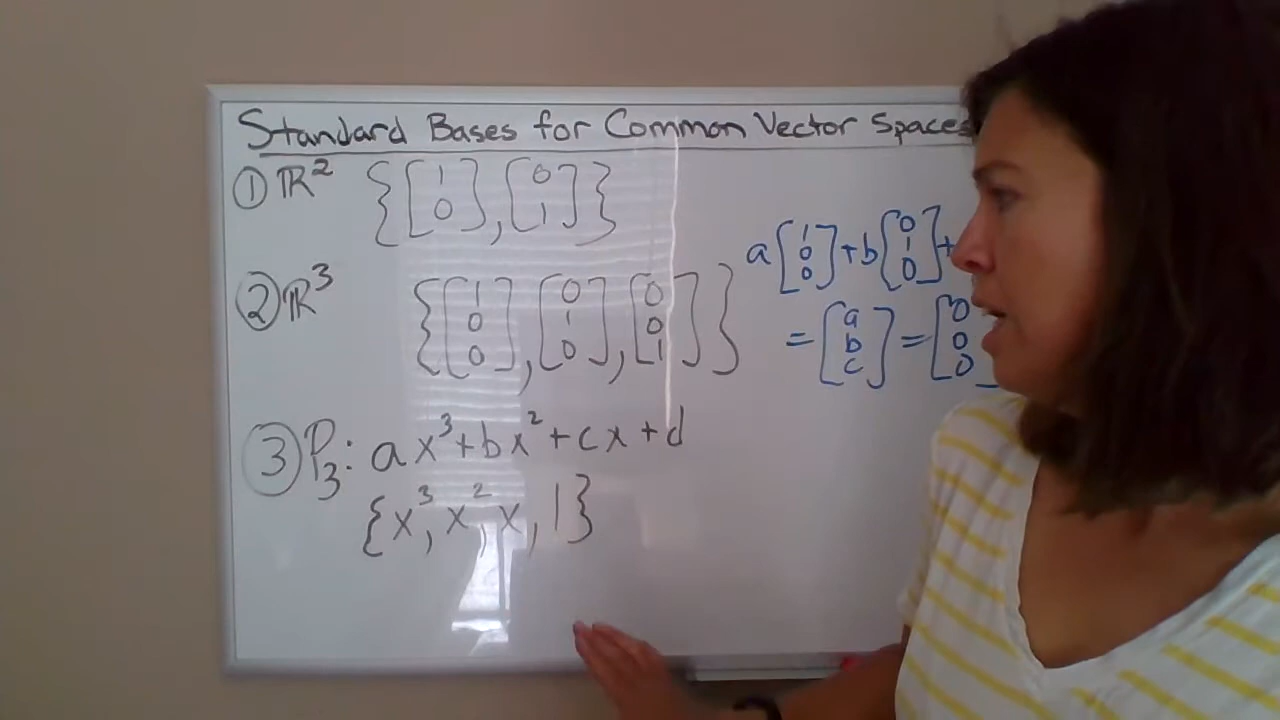 Standard Bases for Common Vector Spaces
① ℝ² {[1 0], [0 1]}
② ℝ³ {[1 0 0], [0 1 0], [0 0 1]}
③ P₃: ax³+bx²+cx+d
{x³, x², x, 1}
a[1 0 0]+b[0 1 0]+
=[a b c]=[0 0 0]